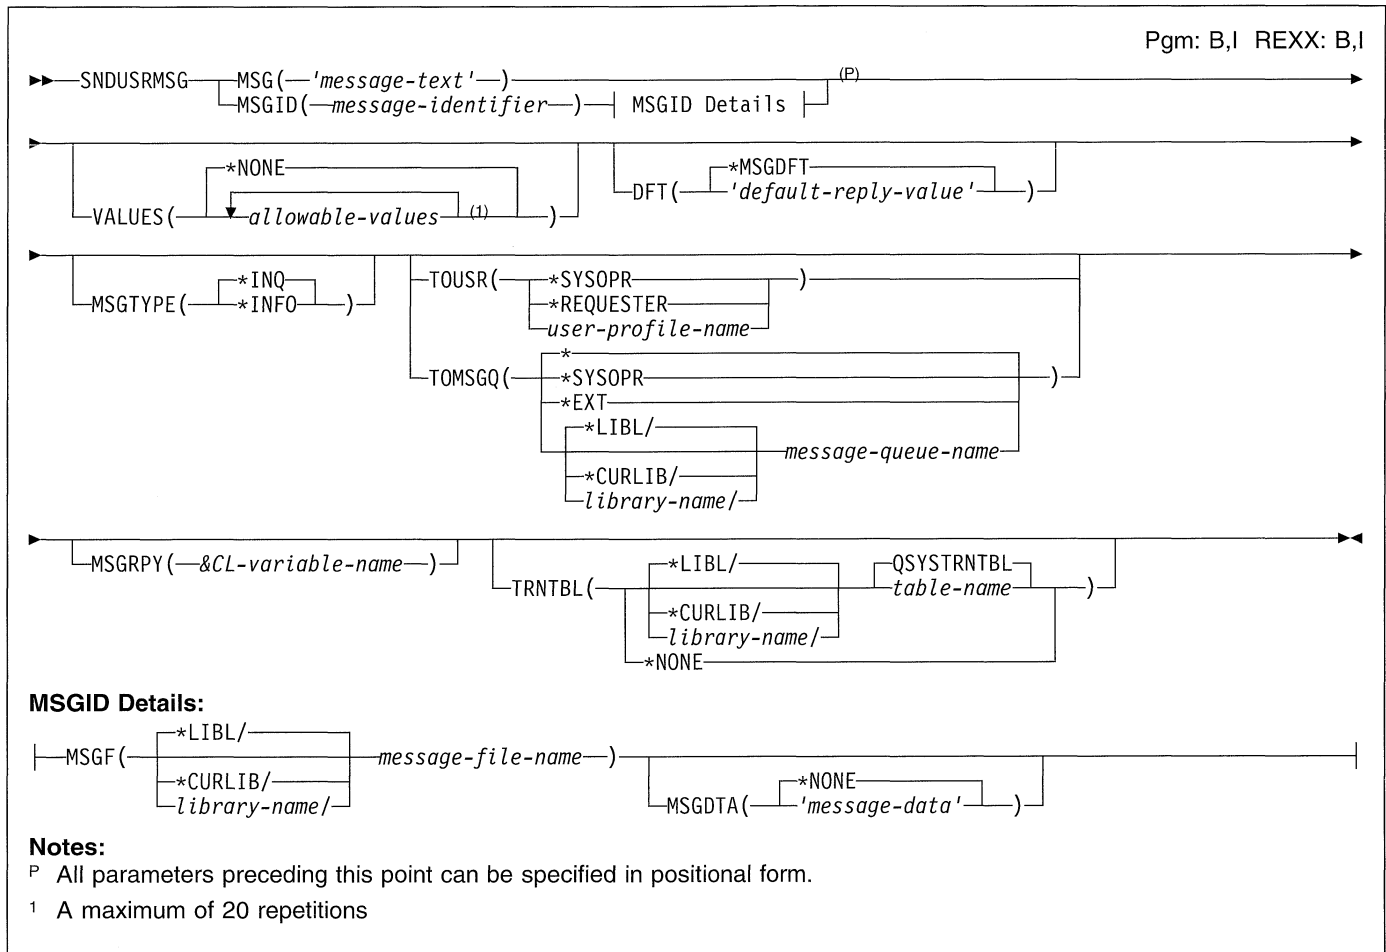 Pgm: B,I REXX: B,I
SNDUSRMSG MSG( 'message-text' ) (P)
MSGID( message-identifier ) MSGID Details
*NONE *MSGDFT
VALUES( allowable-values (1) ) DFT( 'default-reply-value' )
*INQ
MSGTYPE( *INFO )
TOUSR( *SYSOPR )
*REQUESTER
user-profile-name
*
TOMSGQ( *SYSOPR )
*EXT
*LIBL/
message-queue-name
*CURLIB/
library-name/
MSGRPY( &CL-variable-name )
*LIBL/ QSYSTRNTBL
TRNTBL( table-name )
*CURLIB/
library-name/
*NONE
MSGID Details:
*LIBL/
MSGF( message-file-name )
*CURLIB/
library-name/
*NONE
MSGDTA( 'message-data' )
Notes:
P All parameters preceding this point can be specified in positional form.
1 A maximum of 20 repetitions